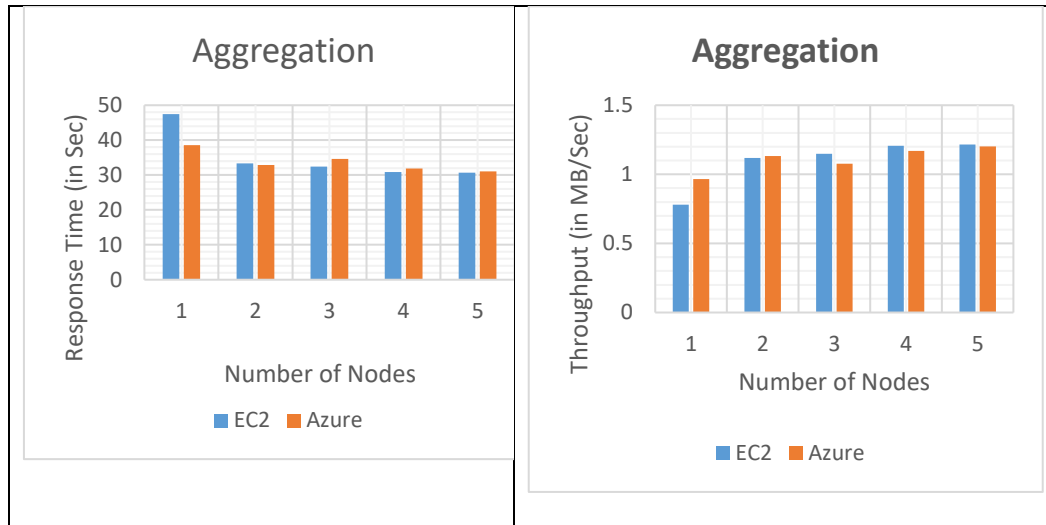 Aggregation
Response Time (in Sec)
50
40
30
20
10
0
1 2 3 4 5
Number of Nodes
EC2 Azure
Aggregation
Throughput (in MB/Sec)
1.5
1
0.5
0
1 2 3 4 5
Number of Nodes
EC2 Azure